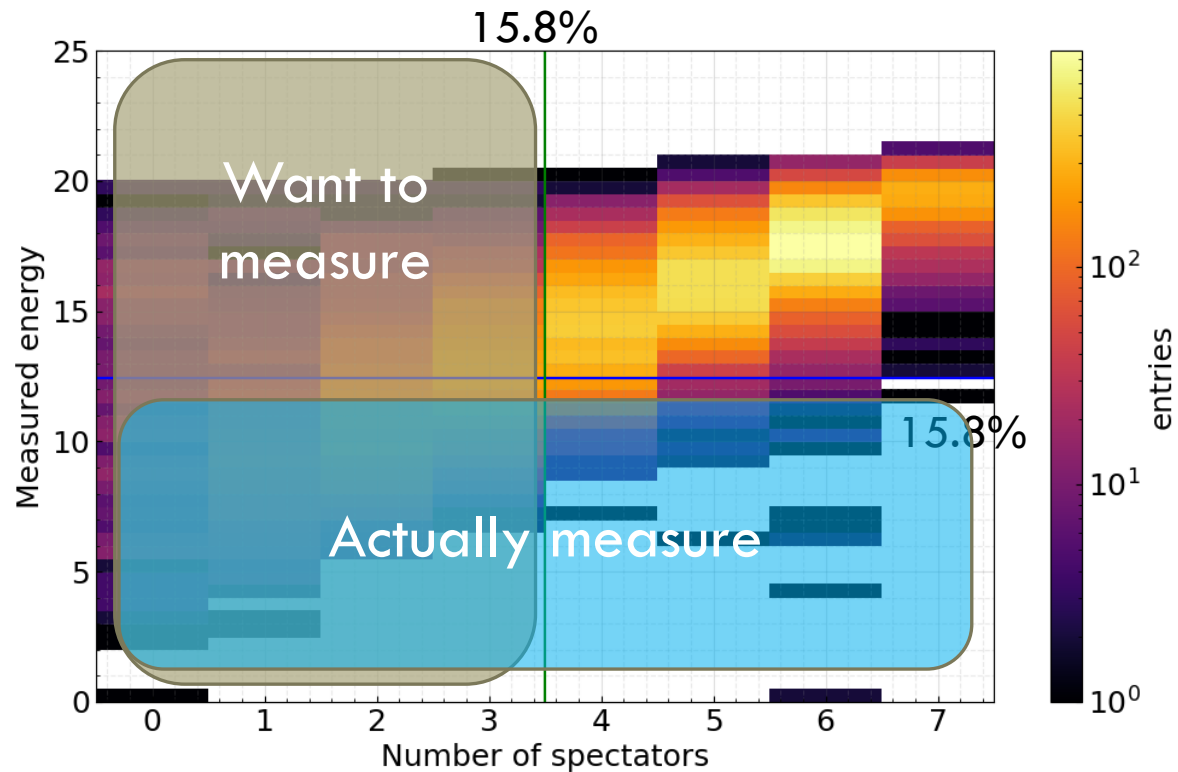 15.8%
25
20
15
10
5
0
Measured energy
Want to
measure
Actually measure
15.8%
0 1 2 3 4 5 6 7
Number of spectators
10²
10¹
10⁰
entries